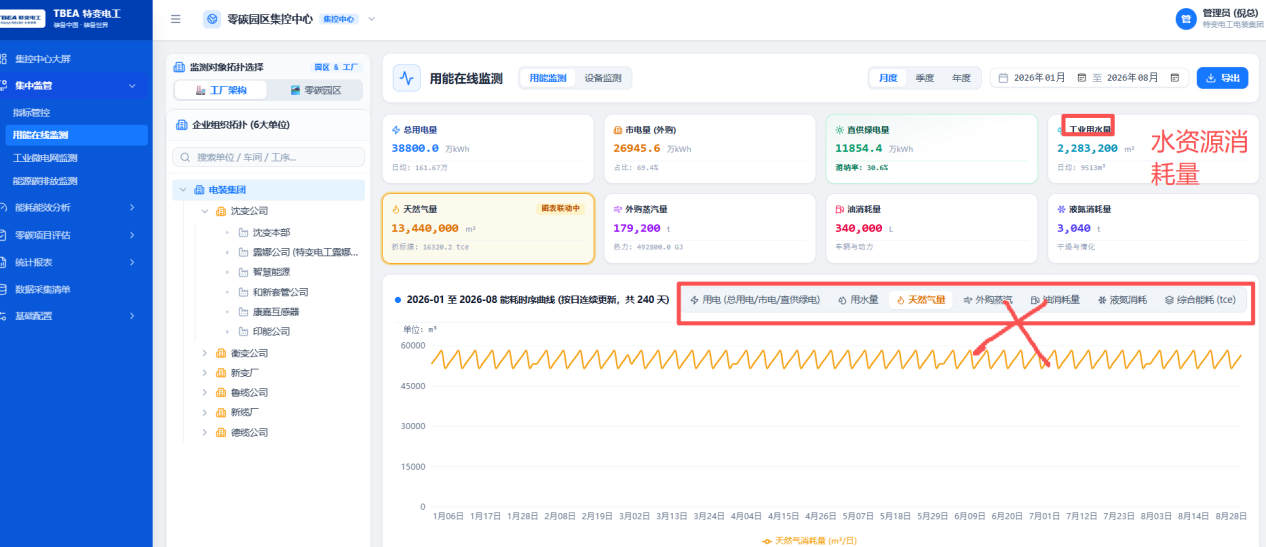 TBEA 特变电工
TBEA 特变电工
装备中国·装备世界
零碳园区集控中心 集控中心
管理员 (倪总)
特变电工电装集团
集控中心大屏
集中监管
指标管控
用能在线监测
工业微电网监测
能源碳排放监测
能耗能效分析
零碳项目评估
统计报表
数据采集清单
基础配置
监测对象拓扑选择 园区 & 工厂
工厂架构 零碳园区
企业组织拓扑 (6大单位)
搜索单位 / 车间 / 工序...
电装集团
沈变公司
沈变本部
露娜公司 (特变电工露娜...
智慧能源
和新套管公司
康嘉互感器
印能公司
衡变公司
新变厂
鲁缆公司
新缆厂
德缆公司
用能在线监测 用能监测 设备监测
月度 季度 年度 2026年01月 至 2026年08月 导出
总用电量
38800.0 万kWh
日均: 161.67万
市电量 (外购)
26945.6 万kWh
占比: 69.4%
直供绿电量
11854.4 万kWh
消纳率: 30.6%
工业用水量
2,283,200 m³
日均: 9513m³
水资源消
耗量
天然气量 图表联动中
13,440,000 m³
折标煤: 16320.2 tce
外购蒸汽量
179,200 t
热力: 492800.0 GJ
油消耗量
340,000 L
车辆与动力
液氮消耗量
3,040 t
干燥与惰化
2026-01 至 2026-08 能耗时序曲线 (按日连续更新, 共 240 天)
用电 (总用电/市电/直供绿电) 用水量 天然气量 外购蒸汽 油消耗量 液氮消耗 综合能耗 (tce)
单位: m³
60000
45000
30000
15000
0
1月06日 1月17日 1月28日 2月08日 2月19日 3月02日 3月13日 3月24日 4月04日 4月15日 4月26日 5月07日 5月18日 5月29日 6月09日 6月20日 7月01日 7月12日 7月23日 8月03日 8月14日 8月28日
天然气消耗量 (m³/日)